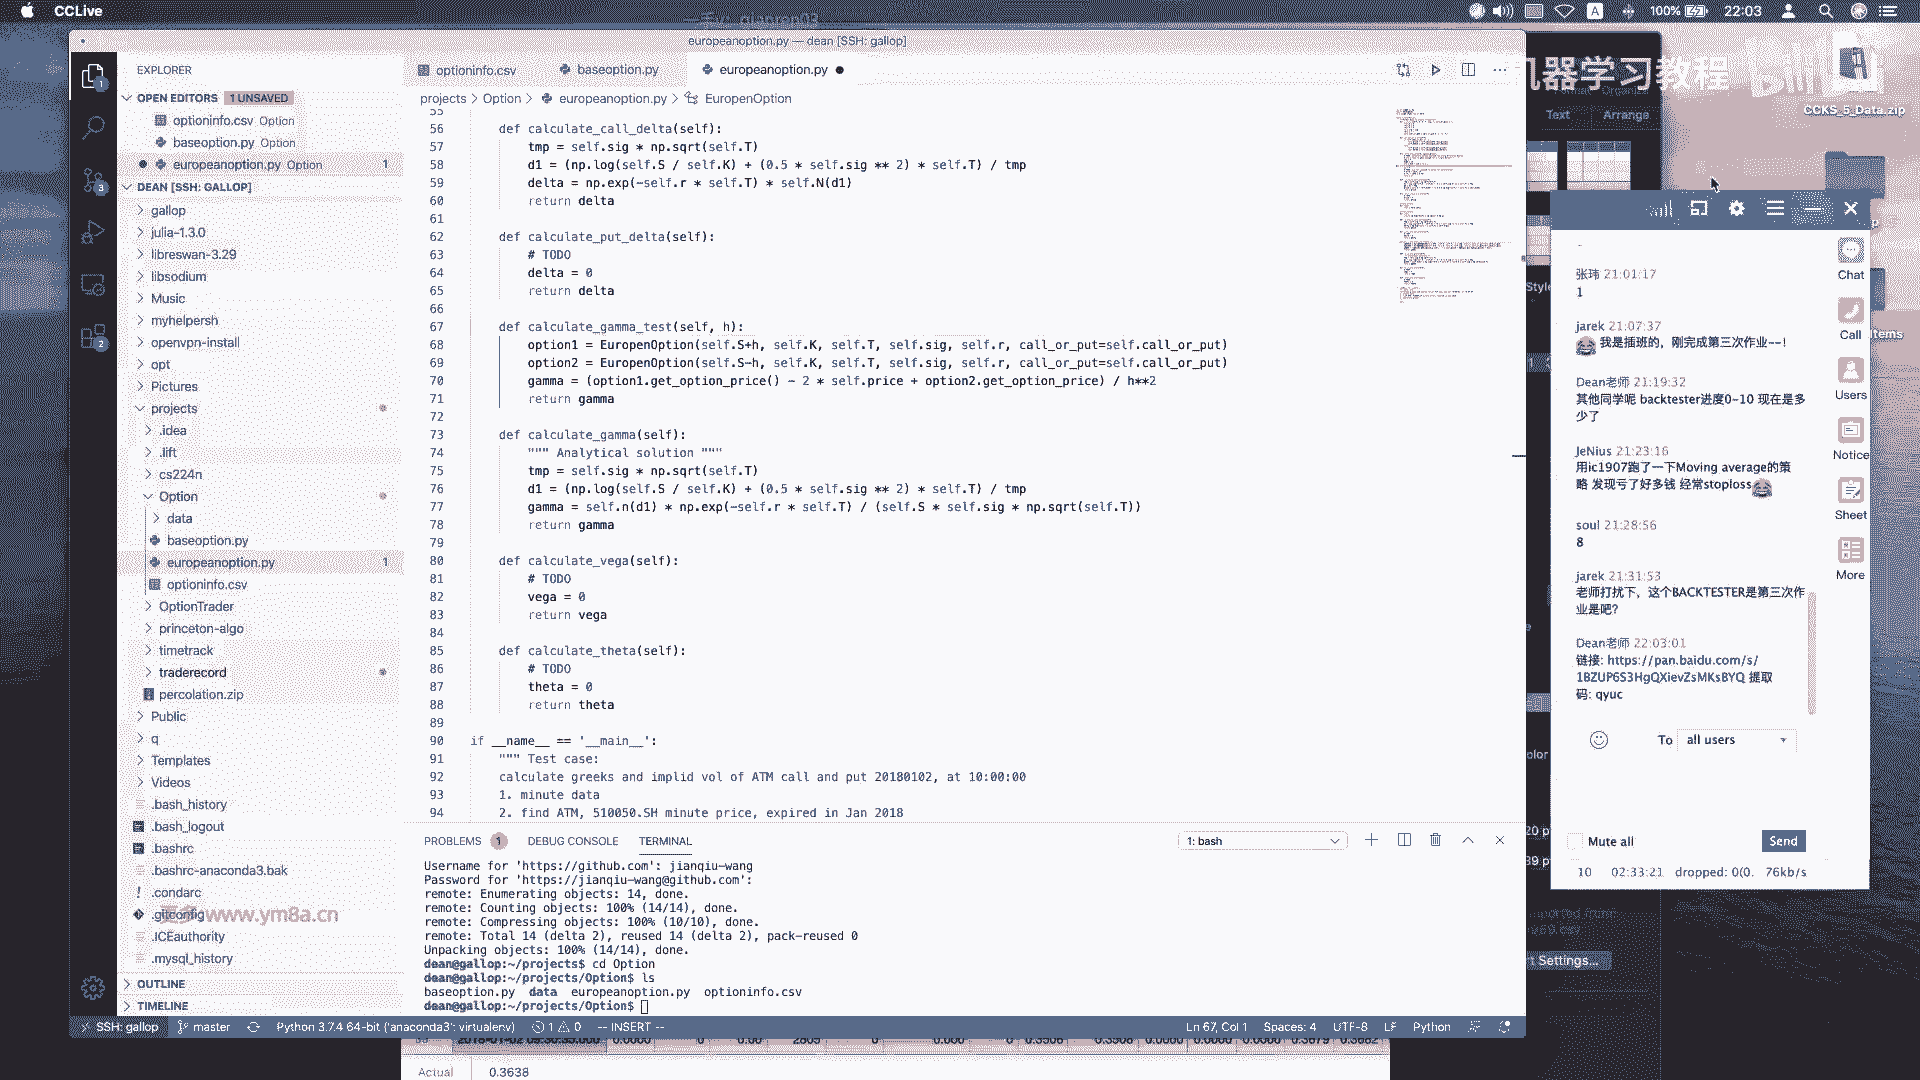 CCLive
100%
22:03
europeanoption.py — dean [SSH: gallop]
EXPLORER
OPEN EDITORS 1 UNSAVED
optioninfo.csv Option
baseoption.py Option
europeanoption.py Option 1
DEAN [SSH: GALLOP]
gallop
julia-1.3.0
libreswan-3.29
libsodium
Music
myhelpersh
openvpn-install
opt
Pictures
projects
.idea
.lift
cs224n
Option
data
baseoption.py
europeanoption.py 1
optioninfo.csv
OptionTrader
princeton-algo
timetrack
traderecord
percolation.zip
Public
q
Templates
Videos
.bash_history
.bash_logout
.bashrc
.bashrc-anaconda3.bak
.condarc
.gitconfig
.ICEauthority
.mysql_history
OUTLINE
TIMELINE
www.ym8a.cn
optioninfo.csv
baseoption.py
europeanoption.py
projects > Option > europeanoption.py > EuropenOption
55
56 def calculate_call_delta(self):
57 tmp = self.sig * np.sqrt(self.T)
58 d1 = (np.log(self.S / self.K) + (0.5 * self.sig ** 2) * self.T) / tmp
59 delta = np.exp(-self.r * self.T) * self.N(d1)
60 return delta
61
62 def calculate_put_delta(self):
63 # TODO
64 delta = 0
65 return delta
66
67 def calculate_gamma_test(self, h):
68 option1 = EuropenOption(self.S+h, self.K, self.T, self.sig, self.r, call_or_put=self.call_or_put)
69 option2 = EuropenOption(self.S-h, self.K, self.T, self.sig, self.r, call_or_put=self.call_or_put)
70 gamma = (option1.get_option_price() - 2 * self.price + option2.get_option_price) / h**2
71 return gamma
72
73 def calculate_gamma(self):
74 """ Analytical solution """
75 tmp = self.sig * np.sqrt(self.T)
76 d1 = (np.log(self.S / self.K) + (0.5 * self.sig ** 2) * self.T) / tmp
77 gamma = self.n(d1) * np.exp(-self.r * self.T) / (self.S * self.sig * np.sqrt(self.T))
78 return gamma
79
80 def calculate_vega(self):
81 # TODO
82 vega = 0
83 return vega
84
85 def calculate_theta(self):
86 # TODO
87 theta = 0
88 return theta
89
90 if __name__ == '__main__':
91 """ Test case:
92 calculate greeks and implid vol of ATM call and put 20180102, at 10:00:00
93 1. minute data
94 2. find ATM, 510050.SH minute price, expired in Jan 2018
PROBLEMS 1 DEBUG CONSOLE TERMINAL
1: bash
Username for 'https://github.com': jianqiu-wang
Password for 'https://jianqiu-wang@github.com':
remote: Enumerating objects: 14, done.
remote: Counting objects: 100% (14/14), done.
remote: Compressing objects: 100% (10/10), done.
remote: Total 14 (delta 2), reused 14 (delta 2), pack-reused 0
Unpacking objects: 100% (14/14), done.
dean@gallop:~/projects$ cd Option
dean@gallop:~/projects/Option$ ls
baseoption.py data europeanoption.py optioninfo.csv
dean@gallop:~/projects/Option$
SSH: gallop master Python 3.7.4 64-bit ('anaconda3': virtualenv) 1 0 -- INSERT --
Ln 67, Col 1 Spaces: 4 UTF-8 LF Python
Actual 0.3638
机器学习教程
CCKS_5_Data.zip
Text Arrange
张玮 21:01:17
1
jarek 21:07:37
我是插班的，刚完成第三次作业--！
Dean老师 21:19:32
其他同学呢 backtester进度0-10 现在是多
少了
JeNius 21:23:16
用ic1907跑了一下Moving average的策
略 发现亏了好多钱 经常stoploss
soul 21:28:56
8
jarek 21:31:53
老师打扰下，这个BACKTESTER是第三次作
业是吧？
Dean老师 22:03:01
链接: https://pan.baidu.com/s/
1BZUP6S3HgQXievZsMKsBYQ 提取
码: qyuc
To all users
Mute all
Send
10 02:33:21 dropped: 0(0. 76kb/s
Chat
Call
Users
Notice
Sheet
More